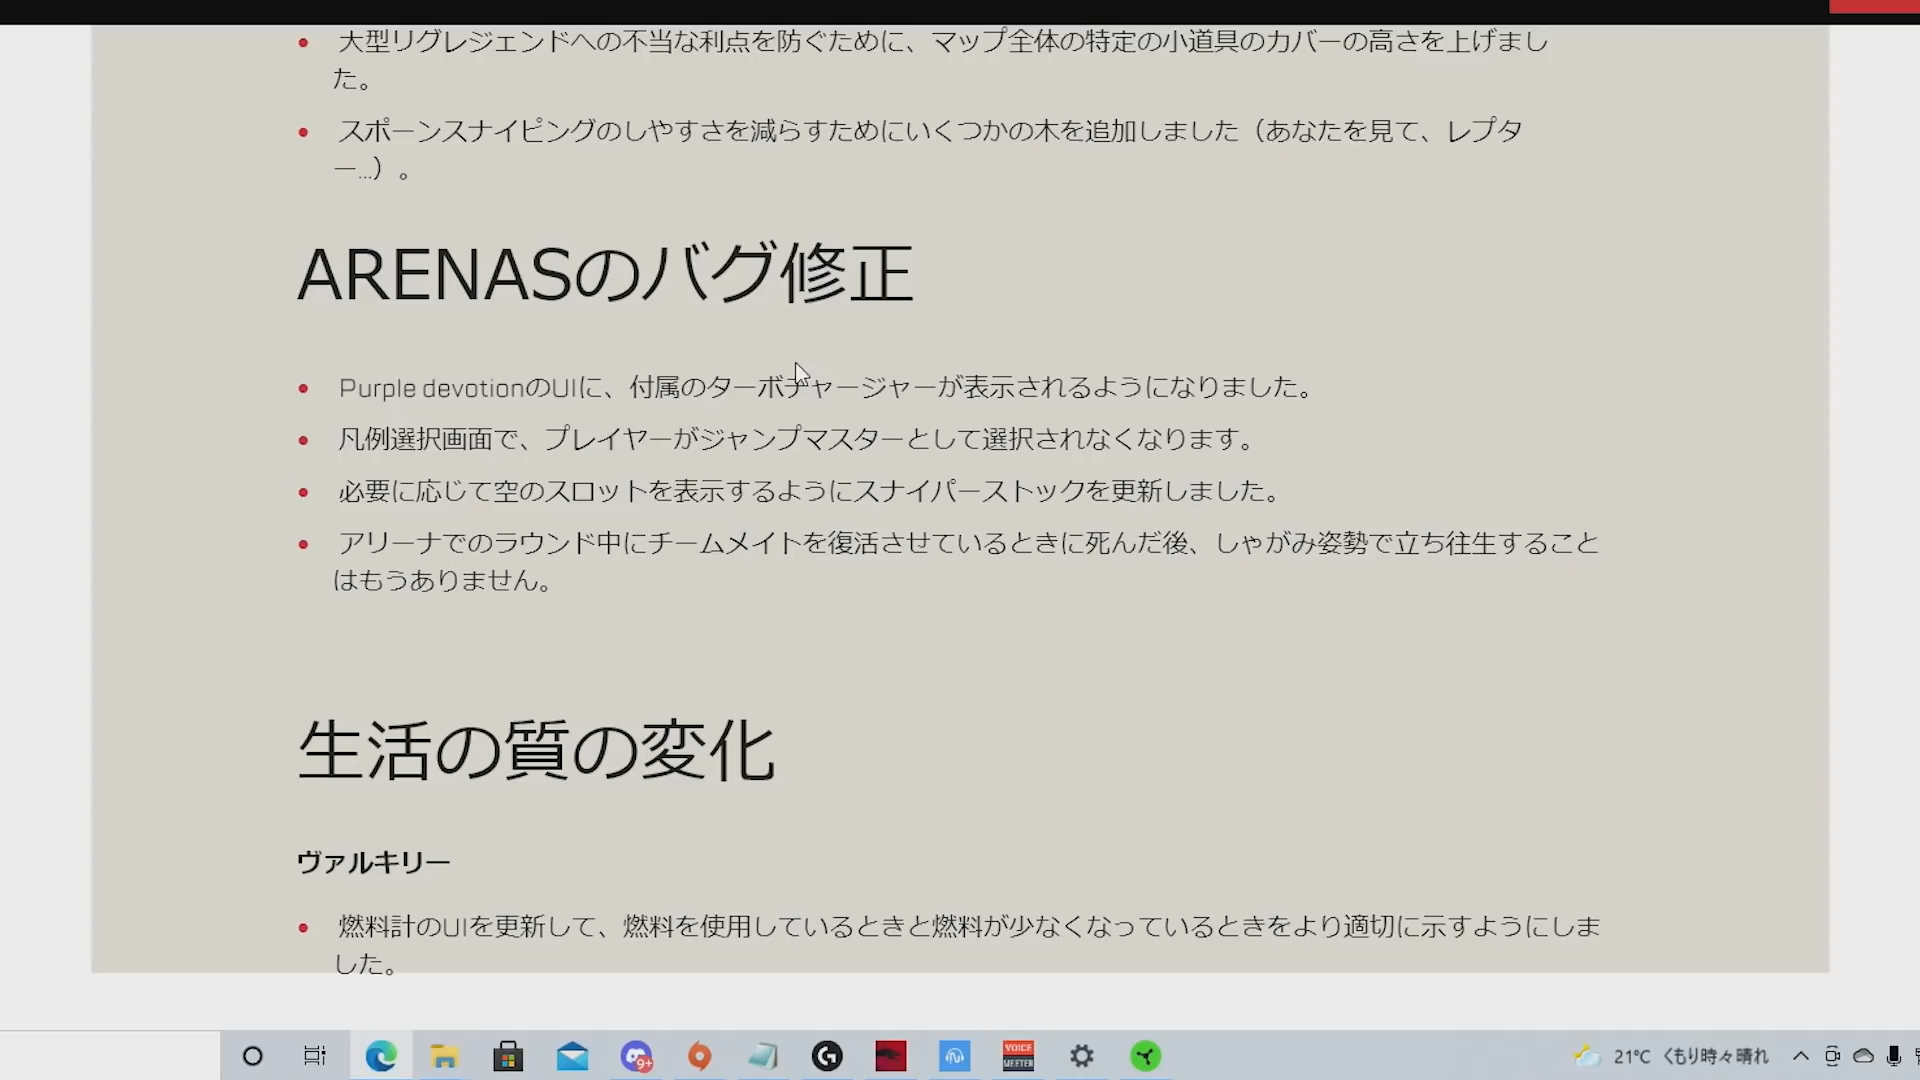 大型リグレジェンドへの不当な利点を防ぐために、マップ全体の特定の小道具のカバーの高さを上げまし
た。
スポーンスナイピングのしやすさを減らすためにいくつかの木を追加しました（あなたを見て、レプタ
ー...）。
ARENASのバグ修正
Purple devotionのUIに、付属のターボチャージャーが表示されるようになりました。
凡例選択画面で、プレイヤーがジャンプマスターとして選択されなくなります。
必要に応じて空のスロットを表示するようにスナイパーストックを更新しました。
アリーナでのラウンド中にチームメイトを復活させているときに死んだ後、しゃがみ姿勢で立ち往生すること
はもうありません。
生活の質の変化
ヴァルキリー
燃料計のUIを更新して、燃料を使用しているときと燃料が少なくなっているときをより適切に示すようにしま
した。
9+
VOICE
MEETER
21°C くもり時々晴れ